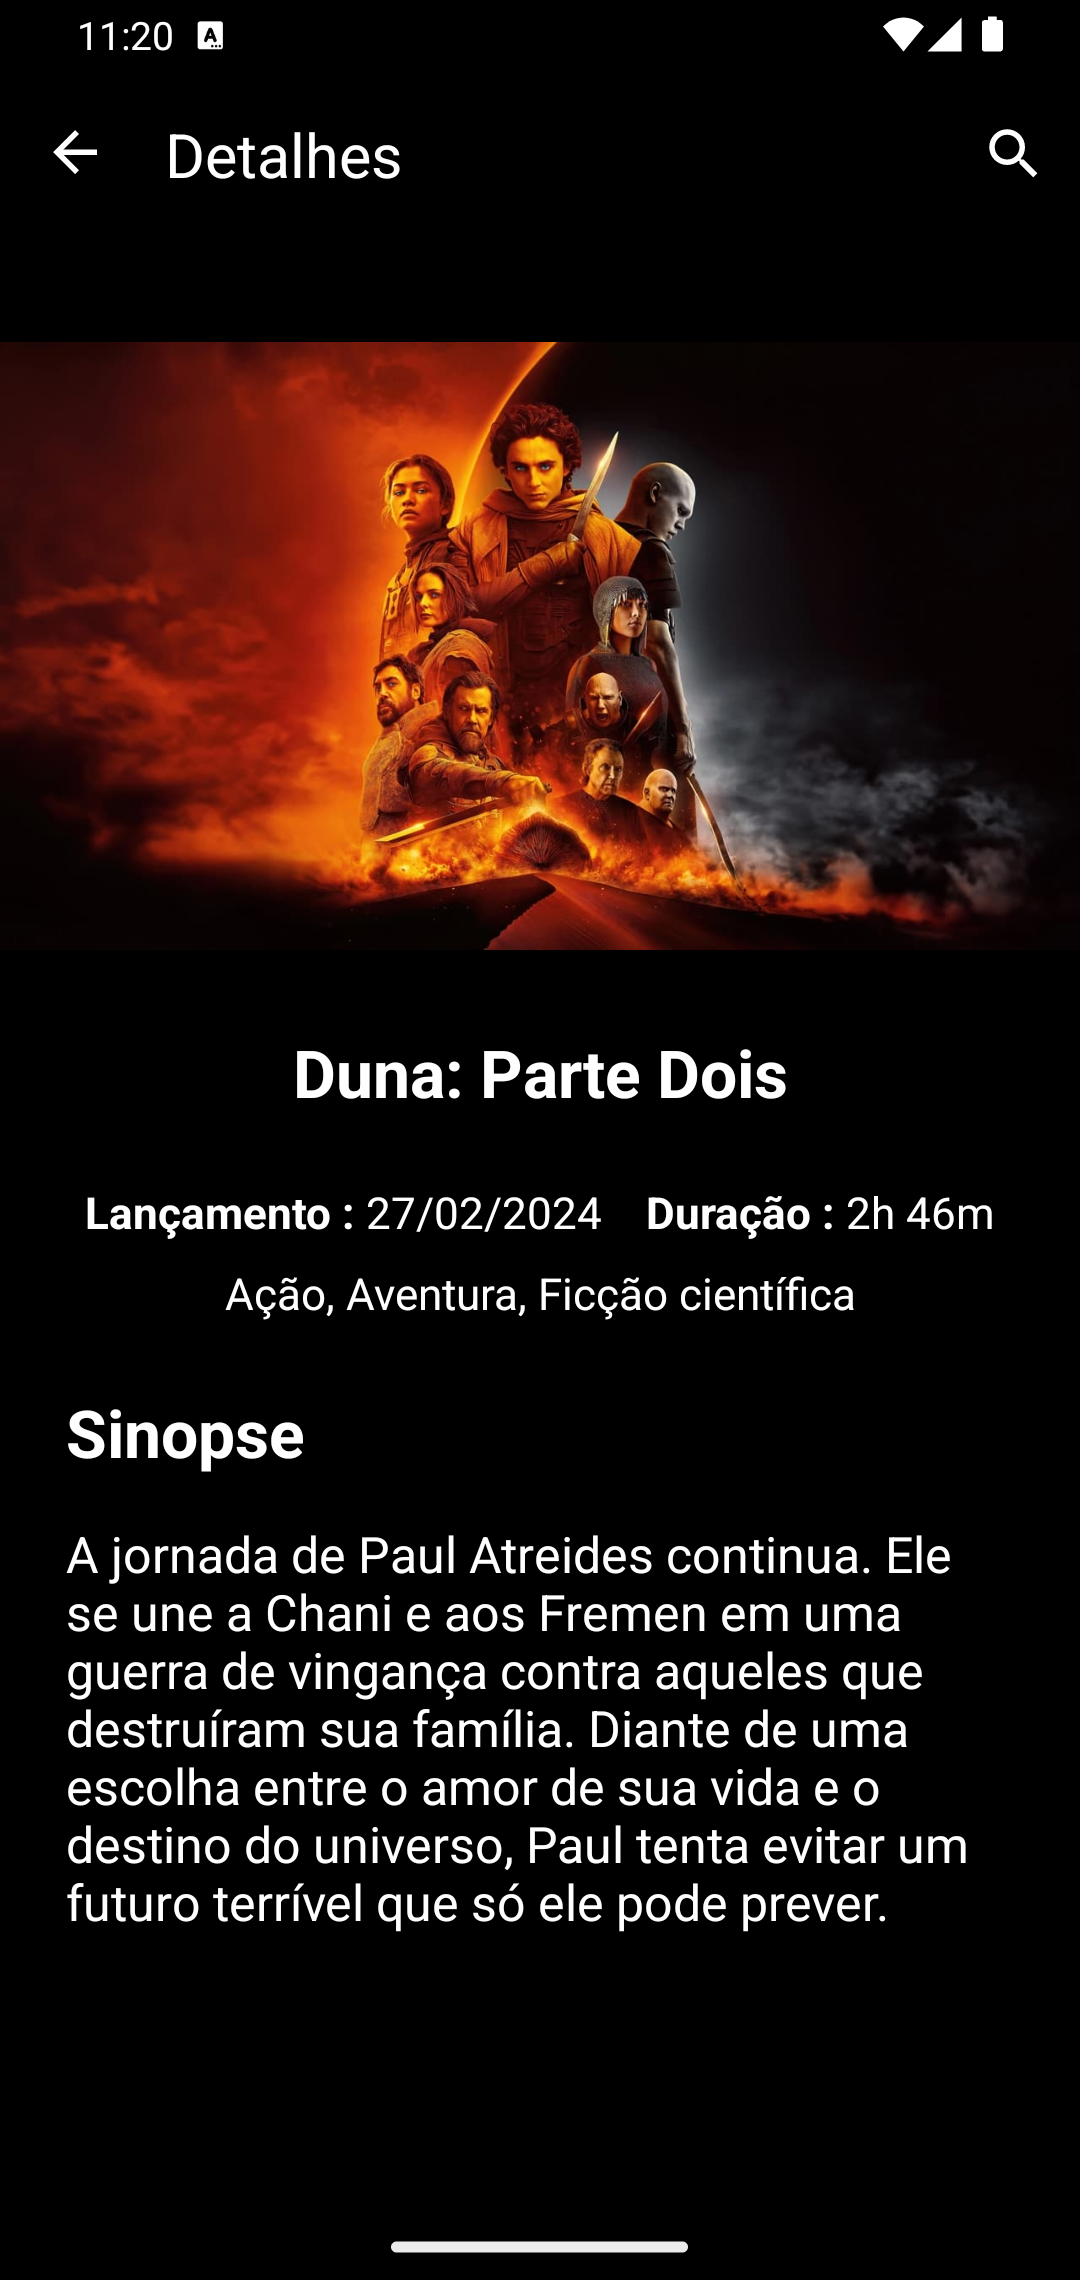 11:20
Detalhes
Duna: Parte Dois
Lançamento : 27/02/2024 Duração : 2h 46m
Ação, Aventura, Ficção científica
Sinopse
A jornada de Paul Atreides continua. Ele
se une a Chani e aos Fremen em uma
guerra de vingança contra aqueles que
destruíram sua família. Diante de uma
escolha entre o amor de sua vida e o
destino do universo, Paul tenta evitar um
futuro terrível que só ele pode prever.